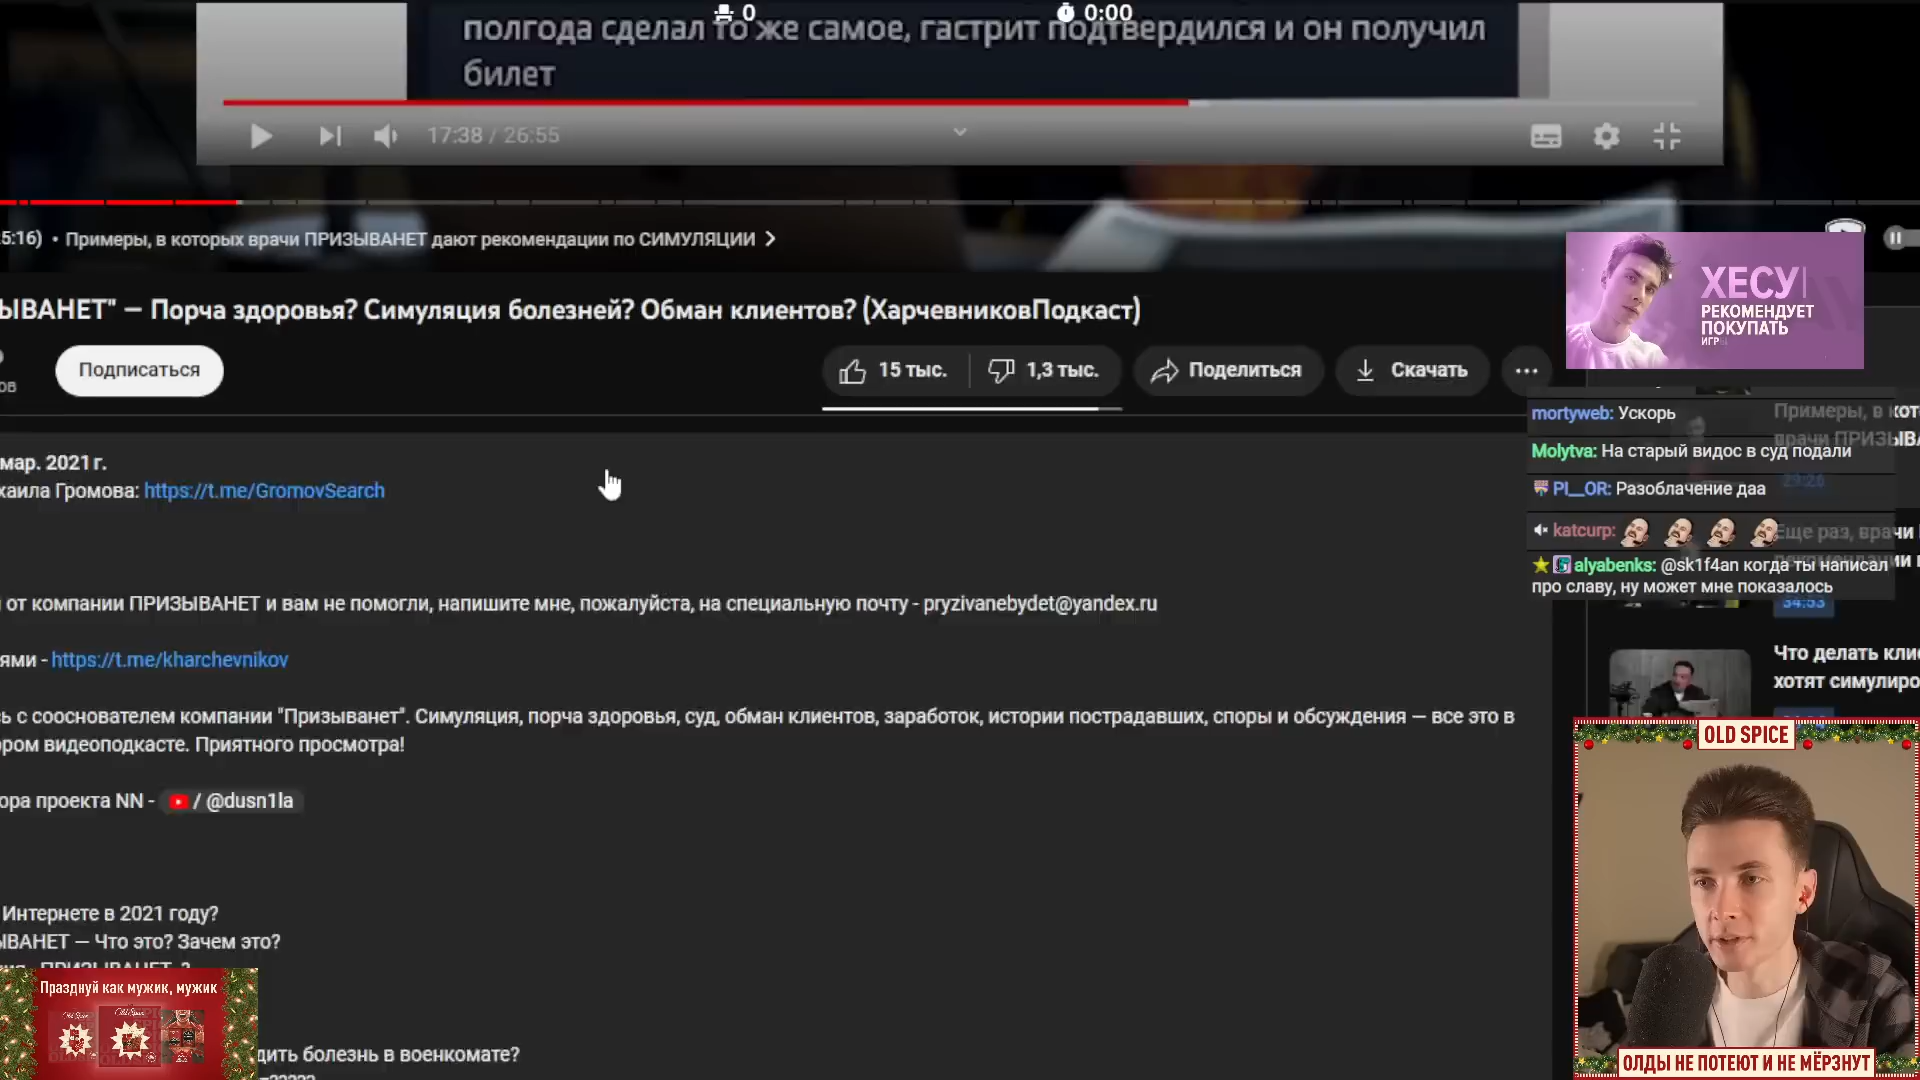 полгода сделал то же самое, гастрит подтвердился и он получил
билет
0
0:00
17:38 / 26:55
5:16) • Примеры, в которых врачи ПРИЗЫВАНЕТ дают рекомендации по СИМУЛЯЦИИ
ЫВАНЕТ" — Порча здоровья? Симуляция болезней? Обман клиентов? (ХарчевниковПодкаст)
ов
Подписаться
15 тыс.
1,3 тыс.
Поделиться
Скачать
мар. 2021 г.
хаила Громова: https://t.me/GromovSearch
от компании ПРИЗЫВАНЕТ и вам не помогли, напишите мне, пожалуйста, на специальную почту - pryzivanebydet@yandex.ru
ями - https://t.me/kharchevnikov
ь с сооснователем компании "Призыванет". Симуляция, порча здоровья, суд, обман клиентов, заработок, истории пострадавших, споры и обсуждения — все это в
ром видеоподкасте. Приятного просмотра!
ора проекта NN - / @dusn1la
Интернете в 2021 году?
ЫВАНЕТ — Что это? Зачем это?
дить болезнь в военкомате?
ХЕСУ
РЕКОМЕНДУЕТ
ПОКУПАТЬ
ИГР
mortyweb: Ускорь
Molytva: На старый видос в суд подали
PI__OR: Разоблачение даа
katcurp:
alyabenks: @sk1f4an когда ты написал
про славу, ну может мне показалось
Примеры, в кот
врачи ПРИЗЫВА
29:26
Еще раз, врачи
34:53
Что делать кли
хотят симулиро
OLD SPICE
ОЛДЫ НЕ ПОТЕЮТ И НЕ МЁРЗНУТ
Празднуй как мужик, мужик